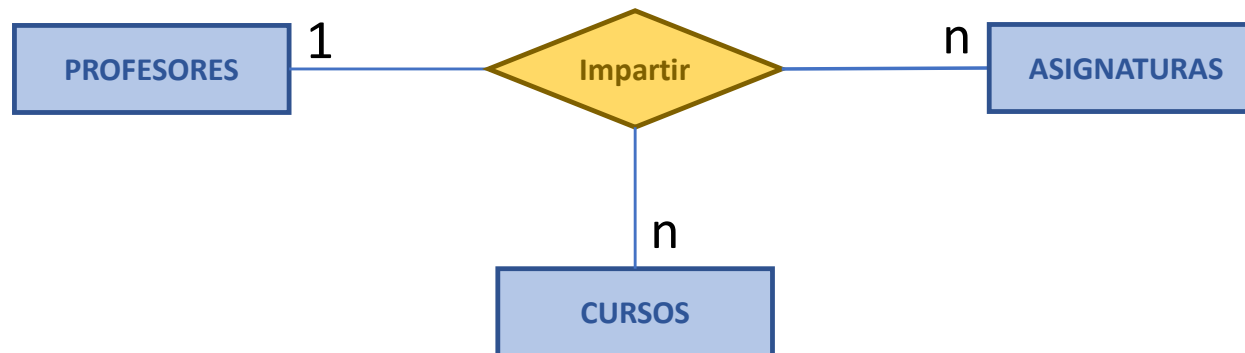 1
n
PROFESORES
Impartir
ASIGNATURAS
n
CURSOS